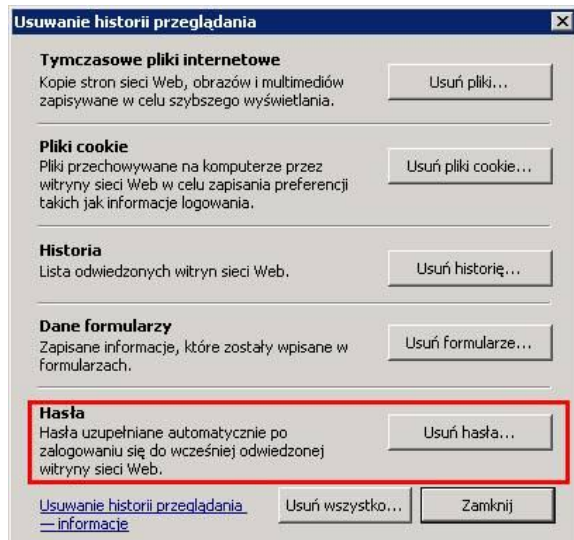 Usuwanie historii przeglądania
Tymczasowe pliki internetowe
Kopie stron sieci Web, obrazów i multimediów
zapisywane w celu szybszego wyświetlania.
Usuń pliki...
Pliki cookie
Pliki przechowywane na komputerze przez
witryny sieci Web w celu zapisania preferencji
takich jak informacje logowania.
Usuń pliki cookie...
Historia
Lista odwiedzonych witryn sieci Web.
Usuń historię...
Dane formularzy
Zapisane informacje, które zostały wpisane w
formularzach.
Usuń formularze...
Hasła
Hasła uzupełniane automatycznie po
zalogowaniu się do wcześniej odwiedzonej
witryny sieci Web.
Usuń hasła...
Usuwanie historii przeglądania
— informacje
Usuń wszystko...
Zamknij